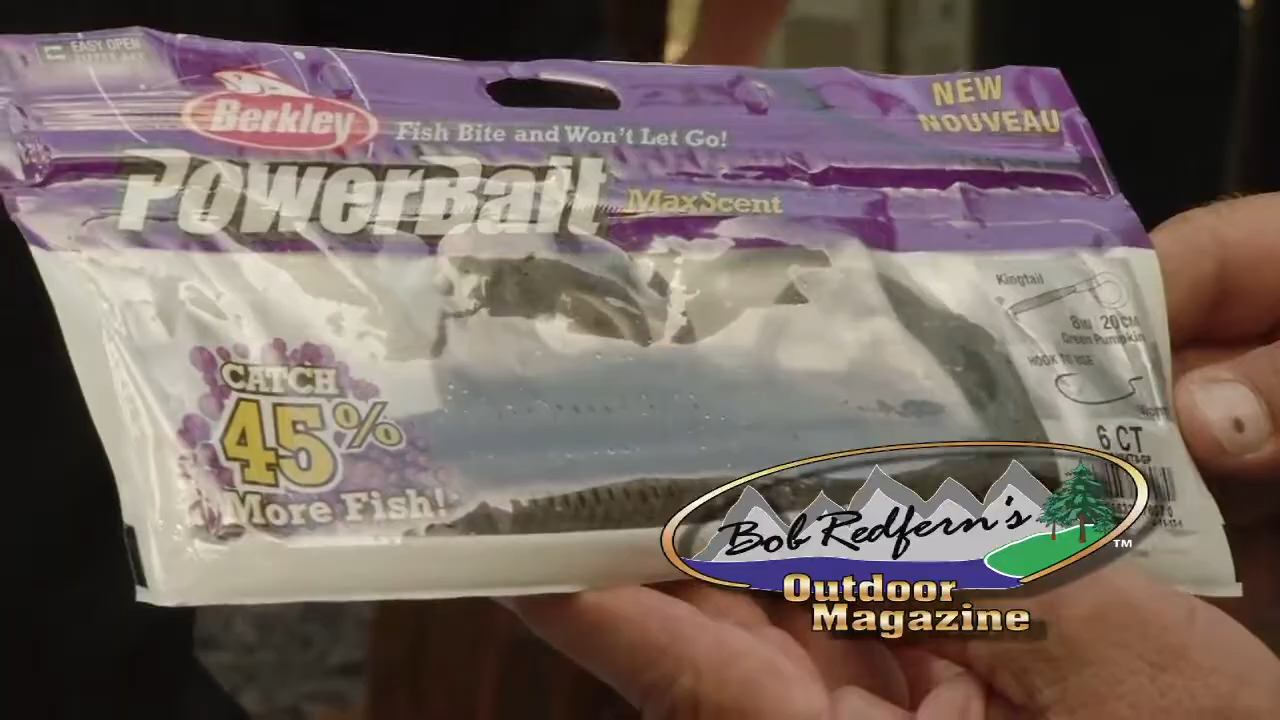 EASY OPEN
Berkley
Fish Bite and Won't Let Go!
NEW
NOUVEAU
PowerBait MaxScent
Kingtail
8IN 20CM
Green Pumpkin
HOOK TO USE
6 CT
CATCH
45%
More Fish!
Bob Redfern's
TM
Outdoor
Magazine